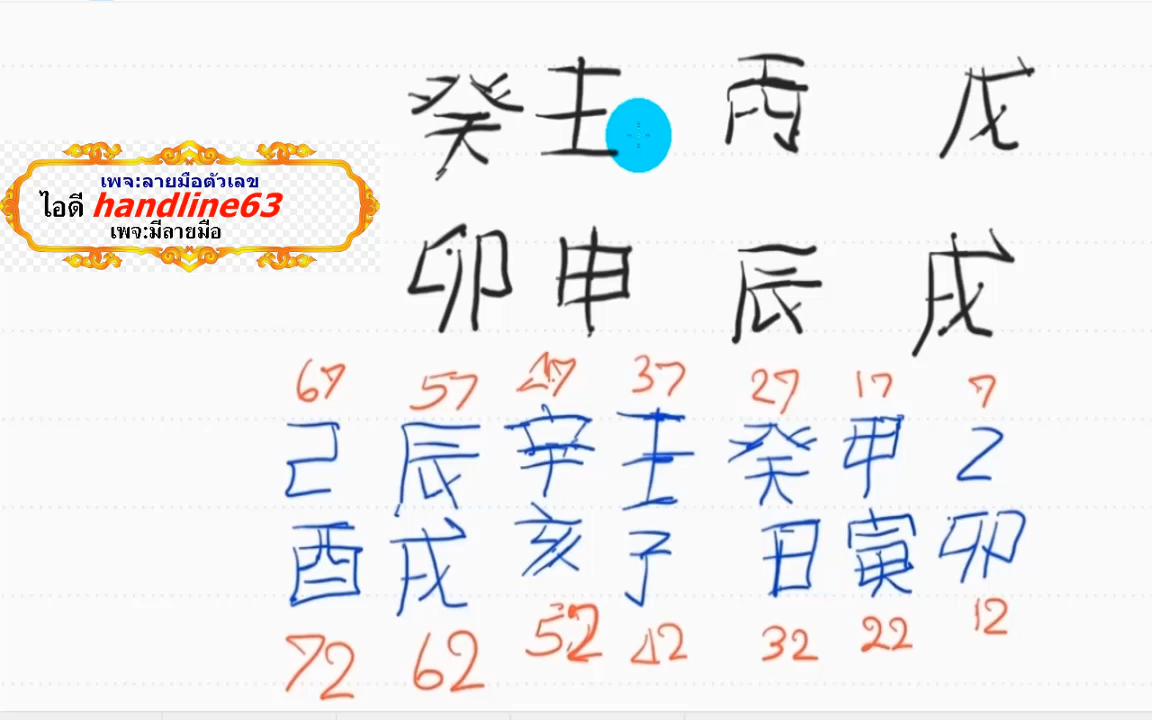 癸 壬 丙 戊
เพจ:ลายมือตัวเลข
ไอดี handline63
เพจ:มีลายมือ
卯 申 辰 戌
67 57 47 37 27 17 7
己 辰 辛 壬 癸 甲 乙
酉 戌 亥 子 丑 寅 卯
72 62 52 42 32 22 12